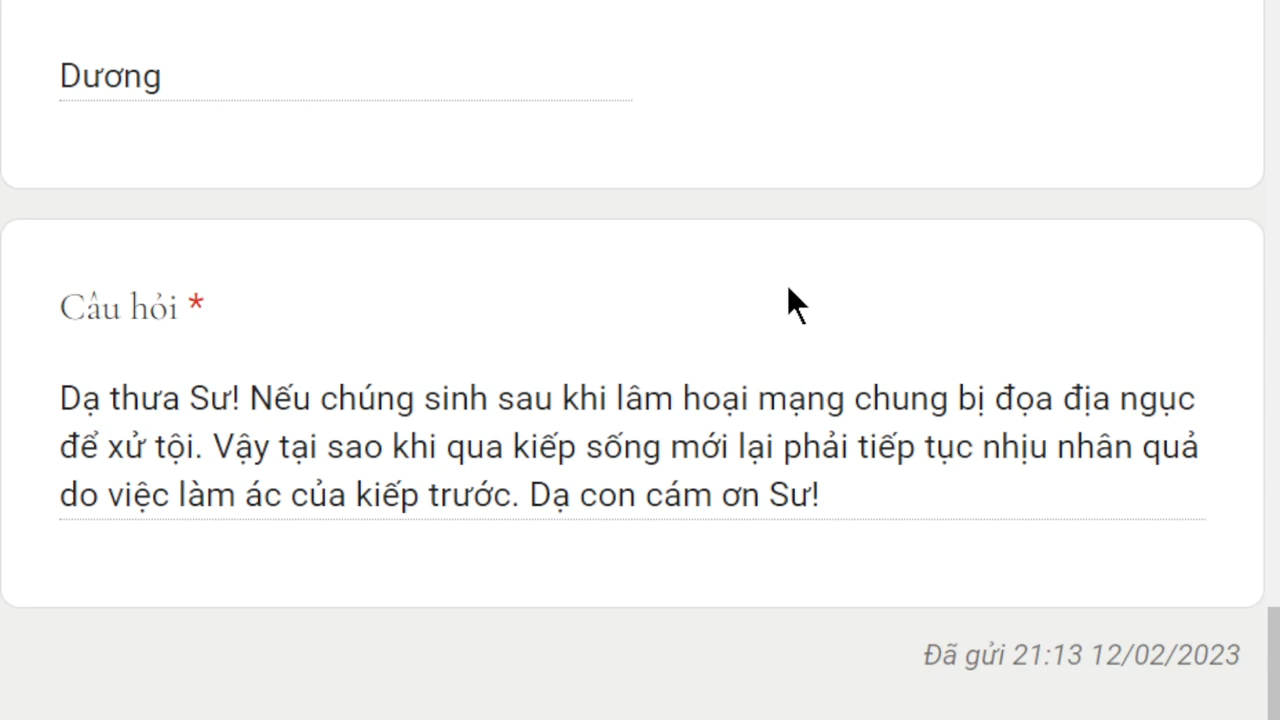 Dương
Câu hỏi *
Dạ thưa Sư! Nếu chúng sinh sau khi lâm hoại mạng chung bị đọa địa ngục
để xử tội. Vậy tại sao khi qua kiếp sống mới lại phải tiếp tục nhịu nhân quả
do việc làm ác của kiếp trước. Dạ con cám ơn Sư!
Đã gửi 21:13 12/02/2023